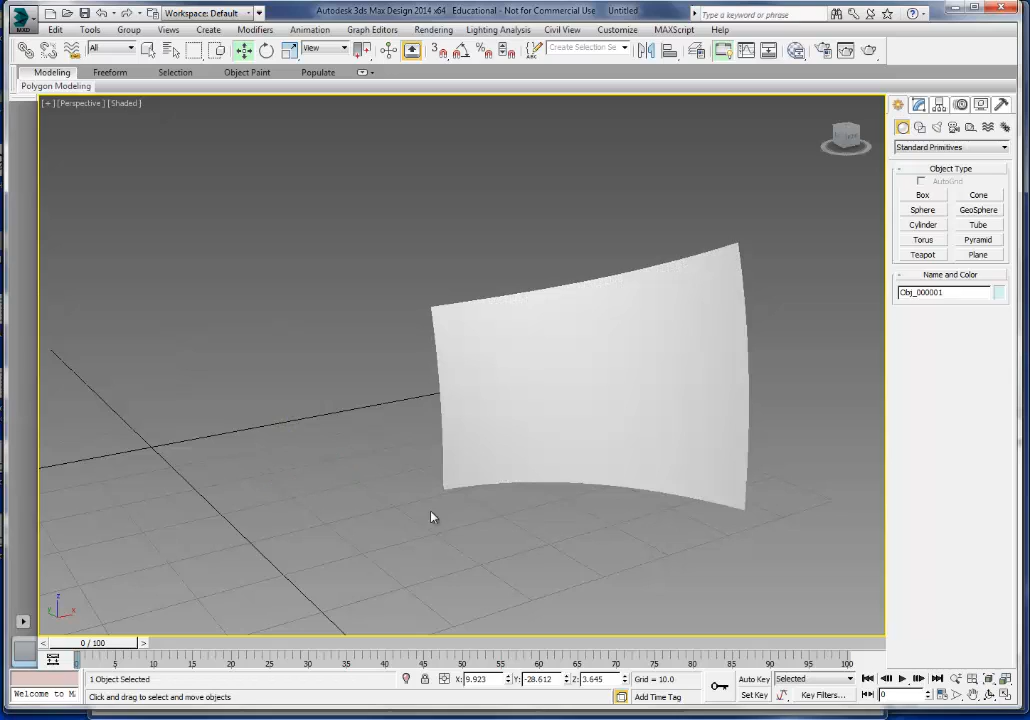 Autodesk 3ds Max Design 2014 x64    Educational - Not for Commercial Use    Untitled
Workspace: Default
Type a keyword or phrase
MXD
Edit Tools Group Views Create Modifiers Animation Graph Editors Rendering Lighting Analysis Civil View Customize MAXScript Help
All View Create Selection Se
Modeling Freeform Selection Object Paint Populate
Polygon Modeling
[+] [Perspective] [Shaded]
Standard Primitives
- Object Type
AutoGrid
Box Cone
Sphere GeoSphere
Cylinder Tube
Torus Pyramid
Teapot Plane
- Name and Color
Obj_000001
z
y x
< 0 / 100 >
5 10 15 20 25 30 35 40 45 50 55 60 65 70 75 80 85 90 95 100
1 Object Selected X: 9.923 Y: -28.612 Z: 3.645 Grid = 10.0 Auto Key Selected
Welcome to M Click and drag to select and move objects Add Time Tag Set Key Key Filters... 0